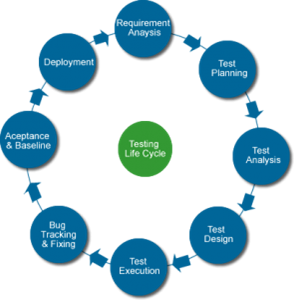 Requirement
Anaysis
Test
Planning
Test
Analysis
Test
Design
Test
Execution
Bug
Tracking
& Fixing
Aceptance
& Baseline
Deployment
Testing
Life Cycle